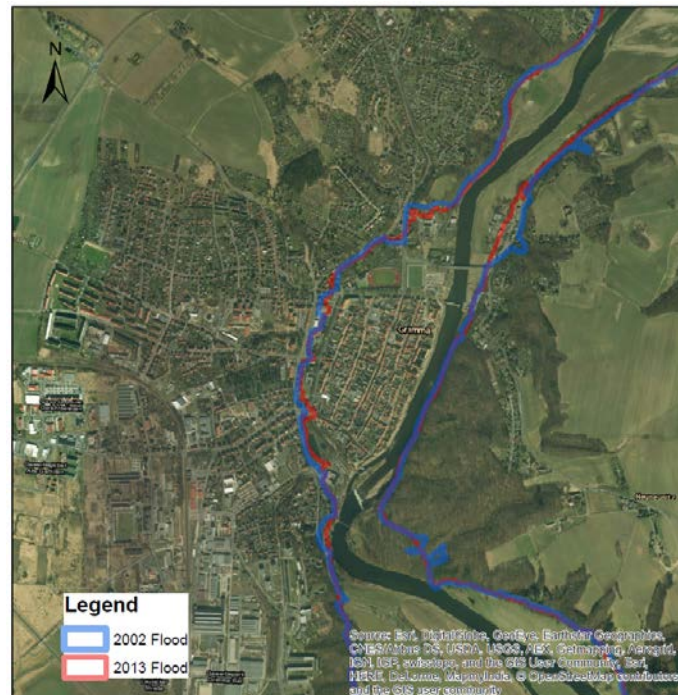 N
Grimma
Legend
2002 Flood
2013 Flood
Source: Esri, DigitalGlobe, GeoEye, Earthstar Geographics,
CNES/Airbus DS, USDA, USGS, AEX, Getmapping, Aerogrid,
IGN, IGP, swisstopo, and the GIS User Community, Esri,
HERE, DeLorme, MapmyIndia, © OpenStreetMap contributors,
and the GIS user community